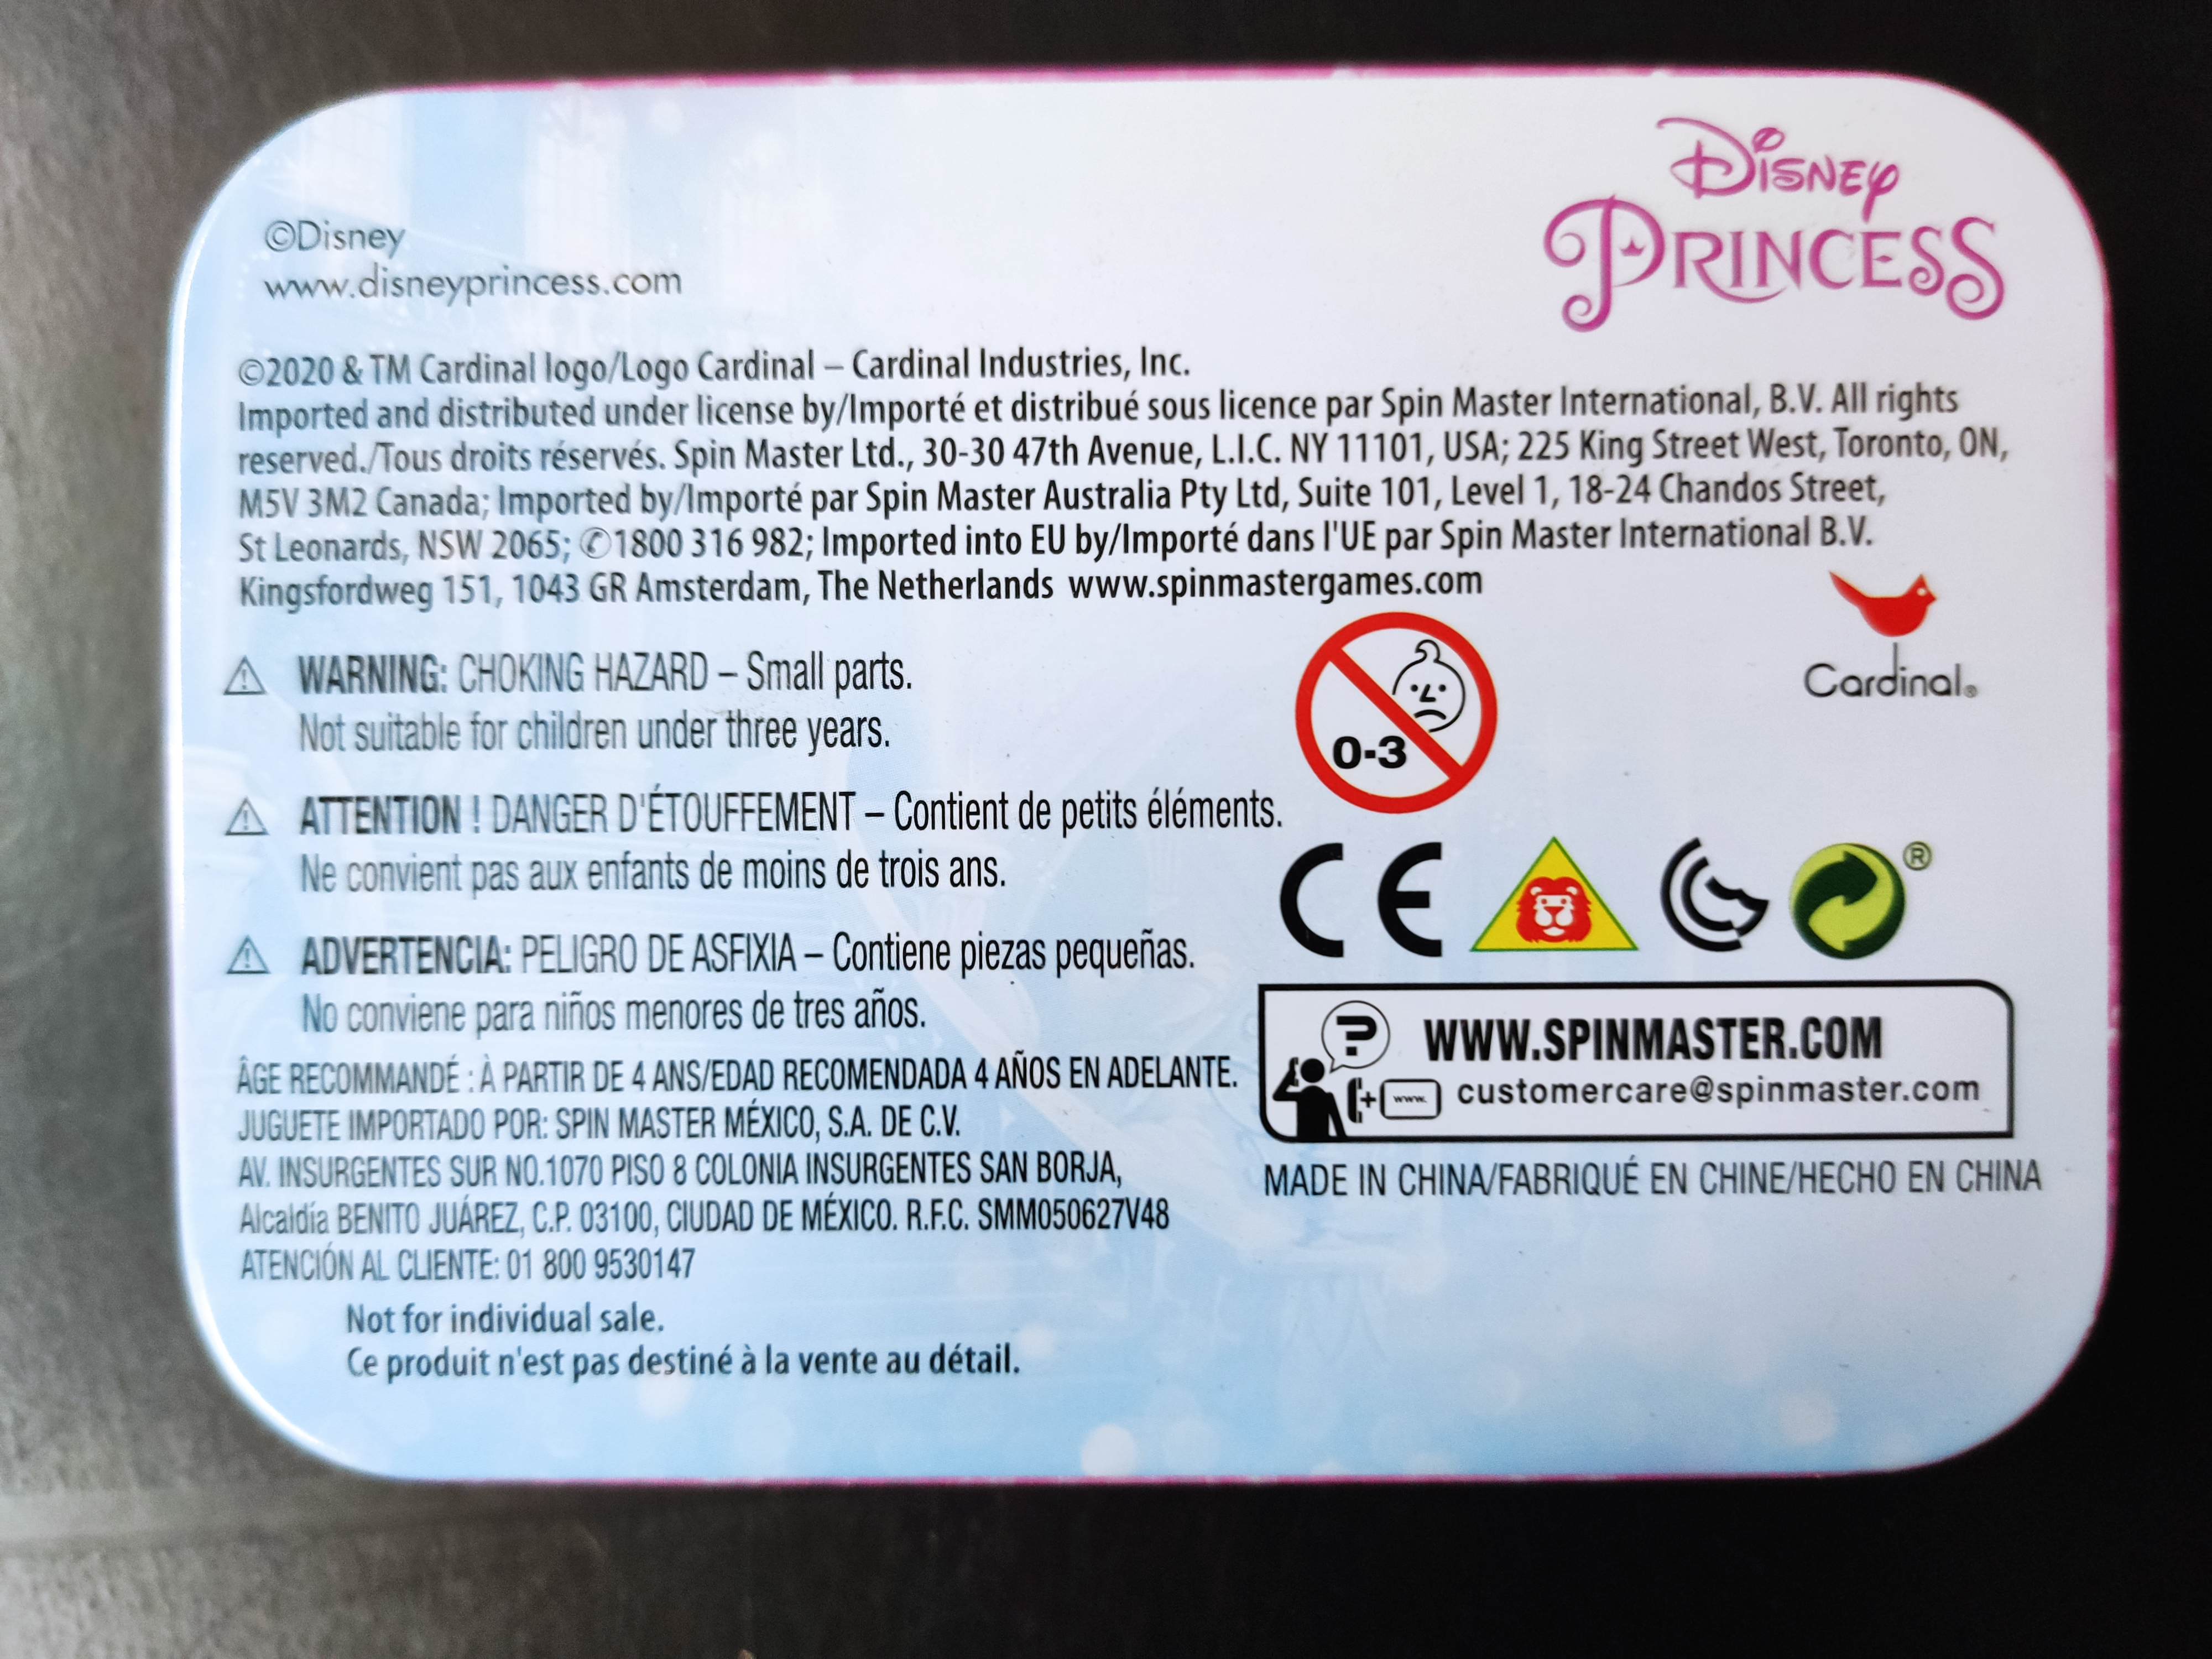 Disney
PRINCESS
©Disney
www.disneyprincess.com
©2020 & TM Cardinal logo/Logo Cardinal – Cardinal Industries, Inc.
Imported and distributed under license by/Importé et distribué sous licence par Spin Master International, B.V. All rights
reserved./Tous droits réservés. Spin Master Ltd., 30-30 47th Avenue, L.I.C. NY 11101, USA; 225 King Street West, Toronto, ON,
M5V 3M2 Canada; Imported by/Importé par Spin Master Australia Pty Ltd, Suite 101, Level 1, 18-24 Chandos Street,
St Leonards, NSW 2065; ✆1800 316 982; Imported into EU by/Importé dans l'UE par Spin Master International B.V.
Kingsfordweg 151, 1043 GR Amsterdam, The Netherlands www.spinmastergames.com
⚠ WARNING: CHOKING HAZARD – Small parts.
Not suitable for children under three years.
0-3
Cardinal®
⚠ ATTENTION ! DANGER D'ÉTOUFFEMENT – Contient de petits éléments.
Ne convient pas aux enfants de moins de trois ans.
CE
®
⚠ ADVERTENCIA: PELIGRO DE ASFIXIA – Contiene piezas pequeñas.
No conviene para niños menores de tres años.
ÂGE RECOMMANDÉ : À PARTIR DE 4 ANS/EDAD RECOMENDADA 4 AÑOS EN ADELANTE.
JUGUETE IMPORTADO POR: SPIN MASTER MÉXICO, S.A. DE C.V.
AV. INSURGENTES SUR NO.1070 PISO 8 COLONIA INSURGENTES SAN BORJA,
Alcaldía BENITO JUÁREZ, C.P. 03100, CIUDAD DE MÉXICO. R.F.C. SMM050627V48
ATENCIÓN AL CLIENTE: 01 800 9530147
? WWW.SPINMASTER.COM
+ www. customercare@spinmaster.com
MADE IN CHINA/FABRIQUÉ EN CHINE/HECHO EN CHINA
Not for individual sale.
Ce produit n'est pas destiné à la vente au détail.